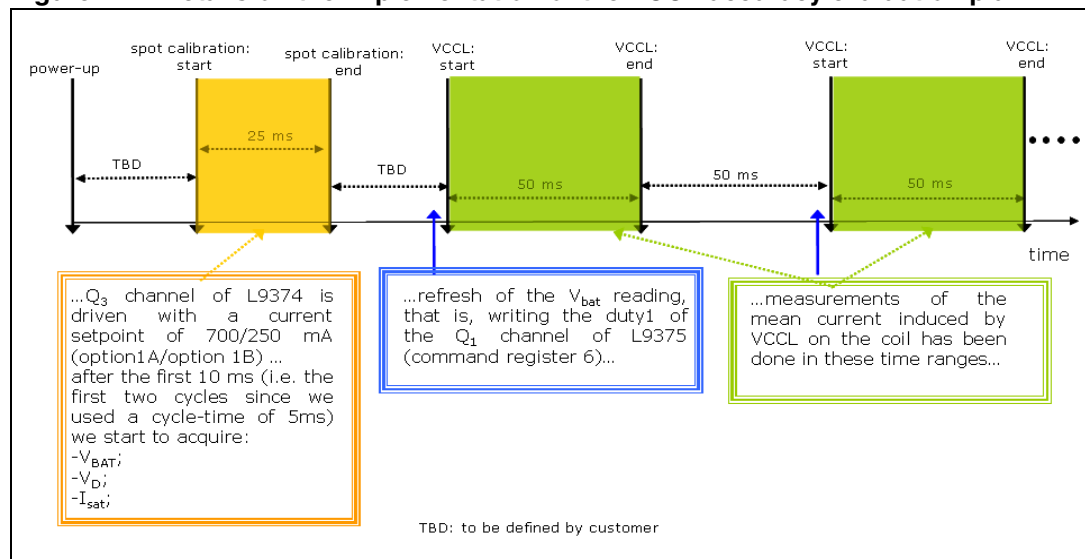 power-up
spot calibration:
start
spot calibration:
end
VCCL:
start
VCCL:
end
VCCL:
start
VCCL:
end
25 ms
TBD
TBD
50 ms
50 ms
50 ms
time
...Q3 channel of L9374 is
driven with a current
setpoint of 700/250 mA
(option1A/option 1B) ...
after the first 10 ms (i.e. the
first two cycles since we
used a cycle-time of 5ms)
we start to acquire:
-VBAT;
-VD;
-Isat;
...refresh of the Vbat reading,
that is, writing the duty1 of
the Q1 channel of L9375
(command register 6)...
...measurements of the
mean current induced by
VCCL on the coil has been
done in these time ranges...
TBD: to be defined by customer